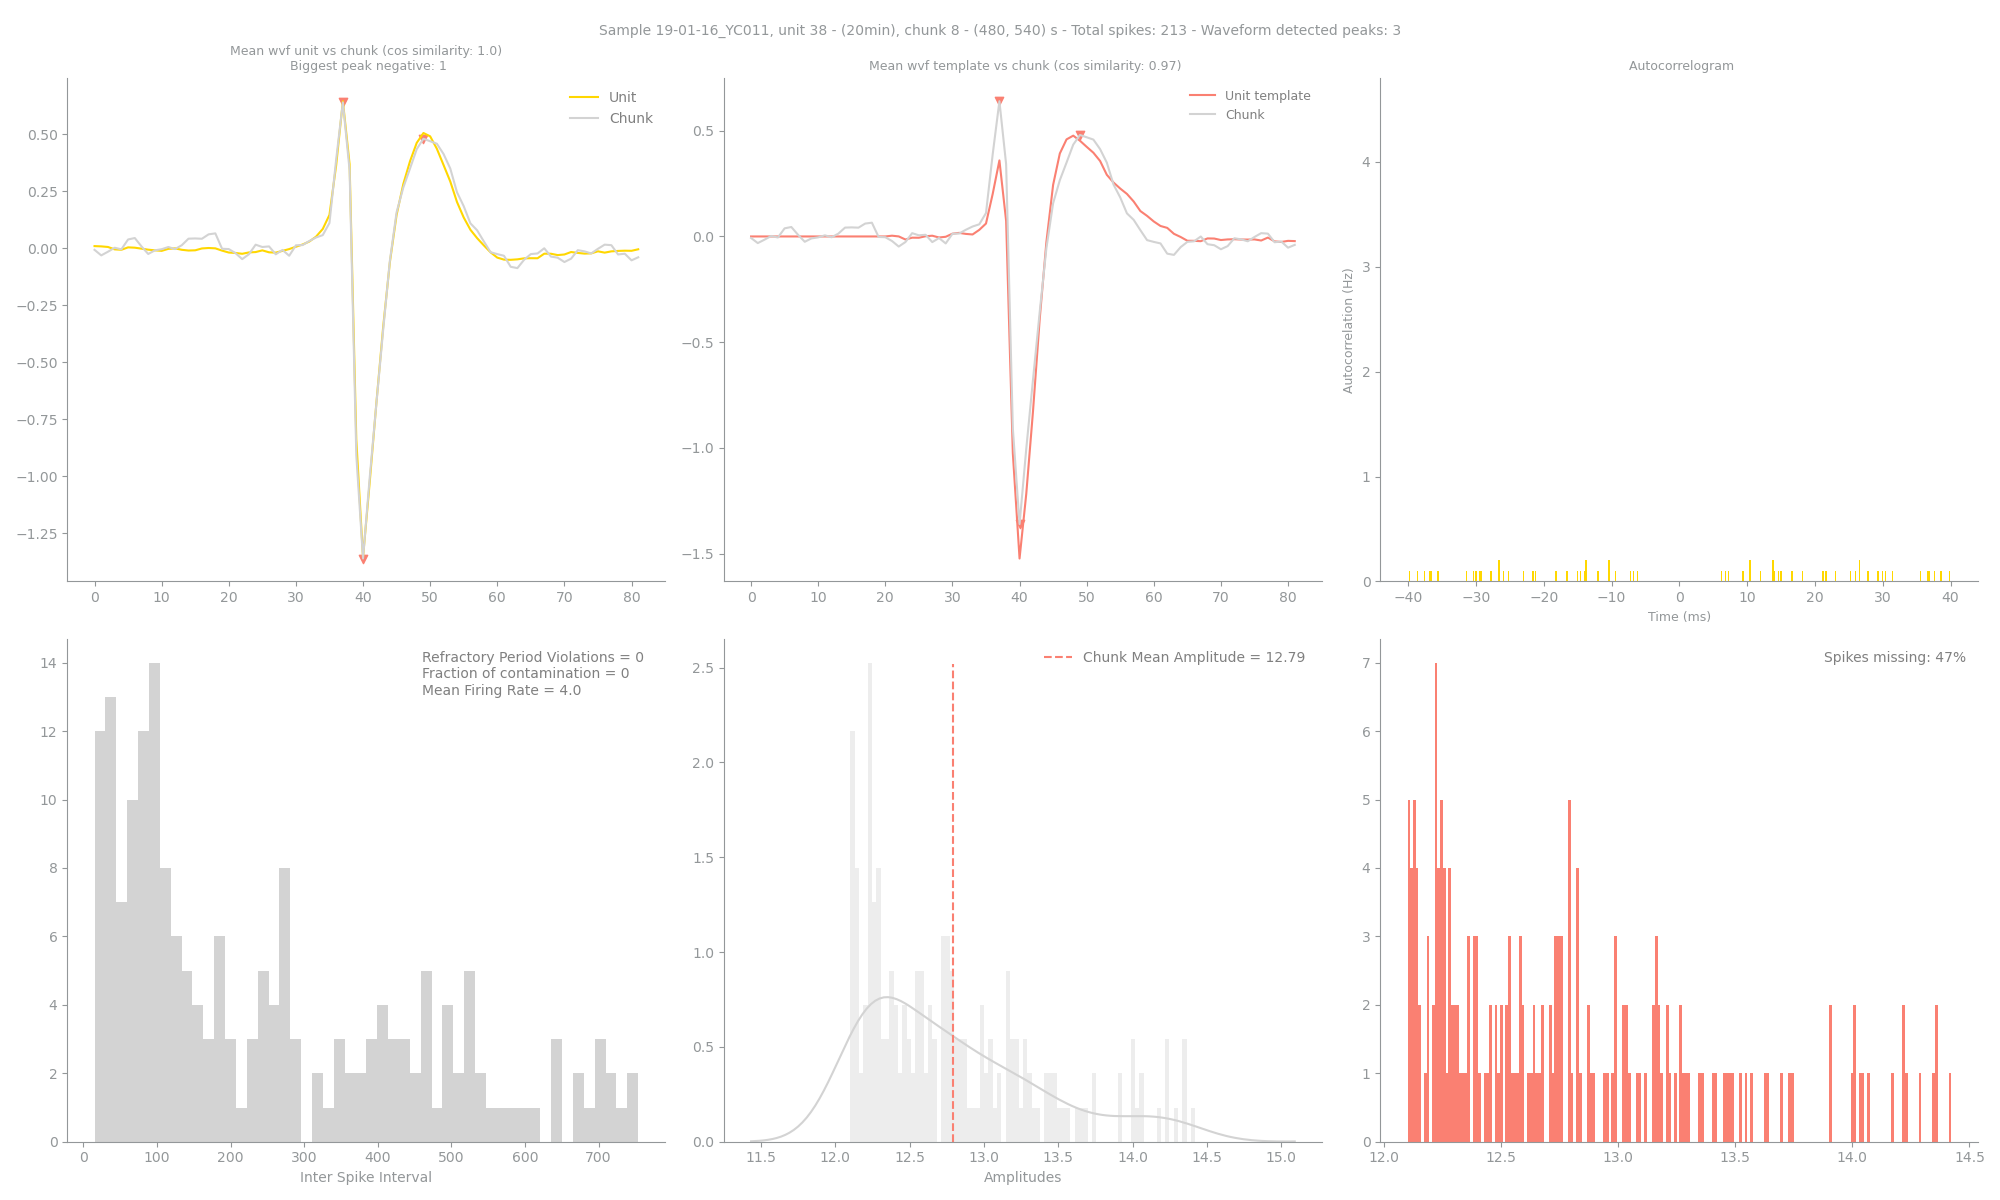 Sample 19-01-16_YC011, unit 38 - (20min), chunk 8 - (480, 540) s - Total spikes: 213 - Waveform detected peaks: 3
Mean wvf unit vs chunk (cos similarity: 1.0)
Biggest peak negative: 1
Unit
Chunk
0.50
0.25
0.00
−0.25
−0.50
−0.75
−1.00
−1.25
0 10 20 30 40 50 60 70 80
Mean wvf template vs chunk (cos similarity: 0.97)
Unit template
Chunk
0.5
0.0
−0.5
−1.0
−1.5
0 10 20 30 40 50 60 70 80
Autocorrelogram
Autocorrelation (Hz)
4
3
2
1
0
−40 −30 −20 −10 0 10 20 30 40
Time (ms)
Refractory Period Violations = 0
Fraction of contamination = 0
Mean Firing Rate = 4.0
14
12
10
8
6
4
2
0
0 100 200 300 400 500 600 700
Inter Spike Interval
Chunk Mean Amplitude = 12.79
2.5
2.0
1.5
1.0
0.5
0.0
11.5 12.0 12.5 13.0 13.5 14.0 14.5 15.0
Amplitudes
Spikes missing: 47%
7
6
5
4
3
2
1
0
12.0 12.5 13.0 13.5 14.0 14.5